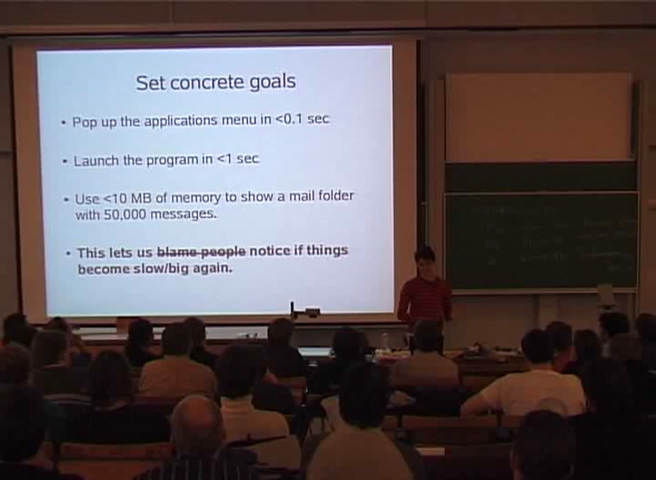 Set concrete goals
• Pop up the applications menu in <0.1 sec
• Launch the program in <1 sec
• Use <10 MB of memory to show a mail folder
with 50,000 messages.
• This lets us blame people notice if things
become slow/big again.